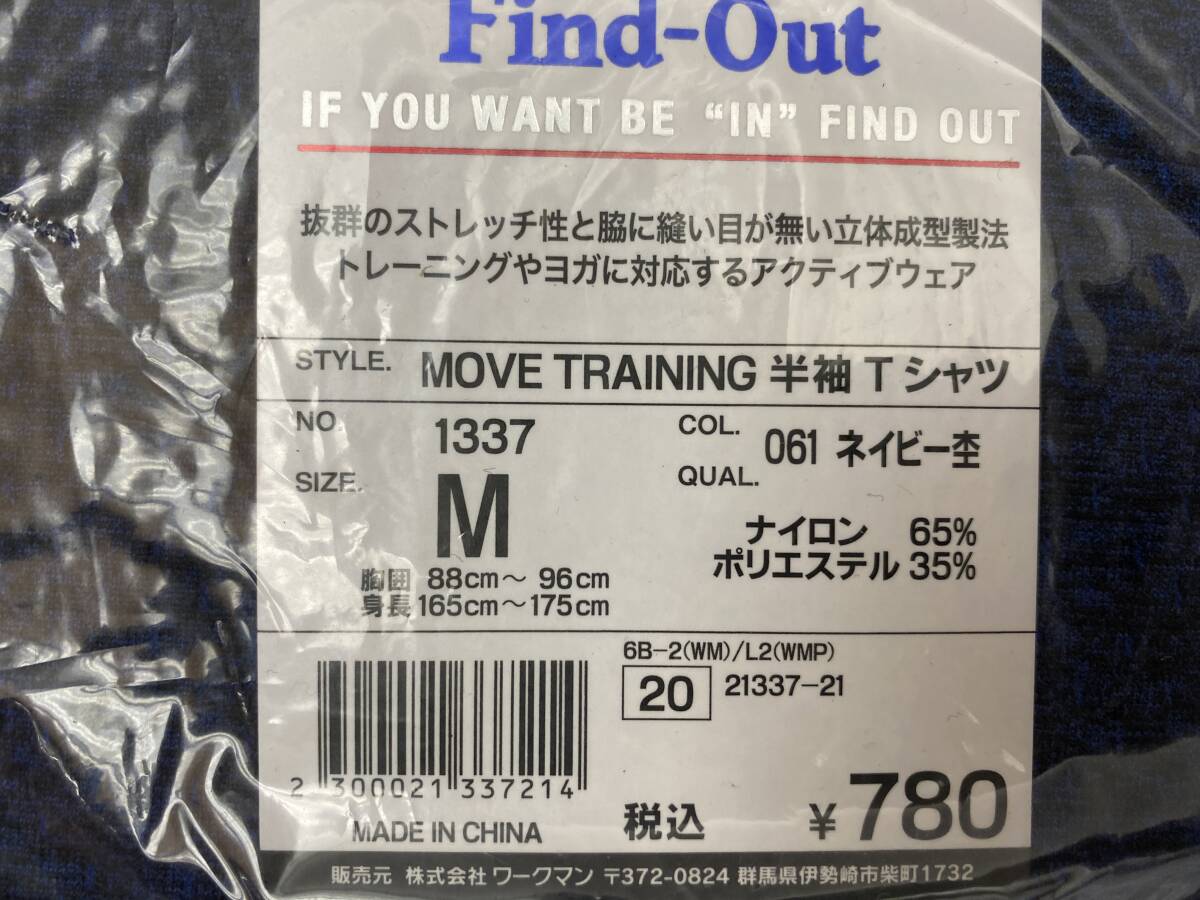 Find-Out
IF YOU WANT BE “IN” FIND OUT
抜群のストレッチ性と脇に縫い目が無い立体成型製法
トレーニングやヨガに対応するアクティブウェア
STYLE. MOVE TRAINING 半袖 T シャツ
NO. 1337
COL. 061 ネイビー杢
SIZE. M
QUAL.
ナイロン 65%
ポリエステル 35%
胸囲 88cm～ 96cm
身長 165cm～175cm
6B-2(WM)/L2(WMP)
20 21337-21
2 300021 337214
MADE IN CHINA
税込 ¥780
販売元 株式会社 ワークマン 〒372-0824 群馬県伊勢崎市柴町1732